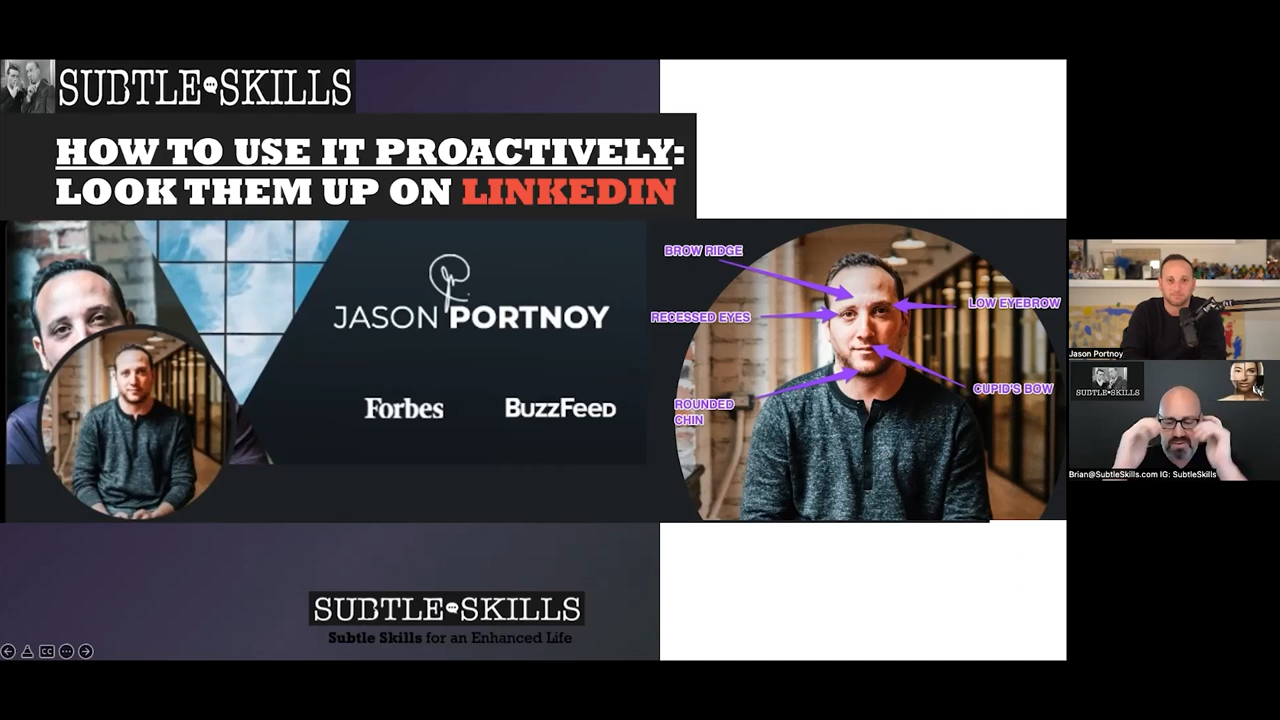 SUBTLE SKILLS
HOW TO USE IT PROACTIVELY:
LOOK THEM UP ON LINKEDIN
JASON PORTNOY
Forbes
BUZZFEED
BROW RIDGE
RECESSED EYES
LOW EYEBROW
CUPID'S BOW
ROUNDED
CHIN
SUBTLE SKILLS
Subtle Skills for an Enhanced Life
CC
Jason Portnoy
SUBTLE SKILLS
Brian@SubtleSkills.com IG: SubtleSkills